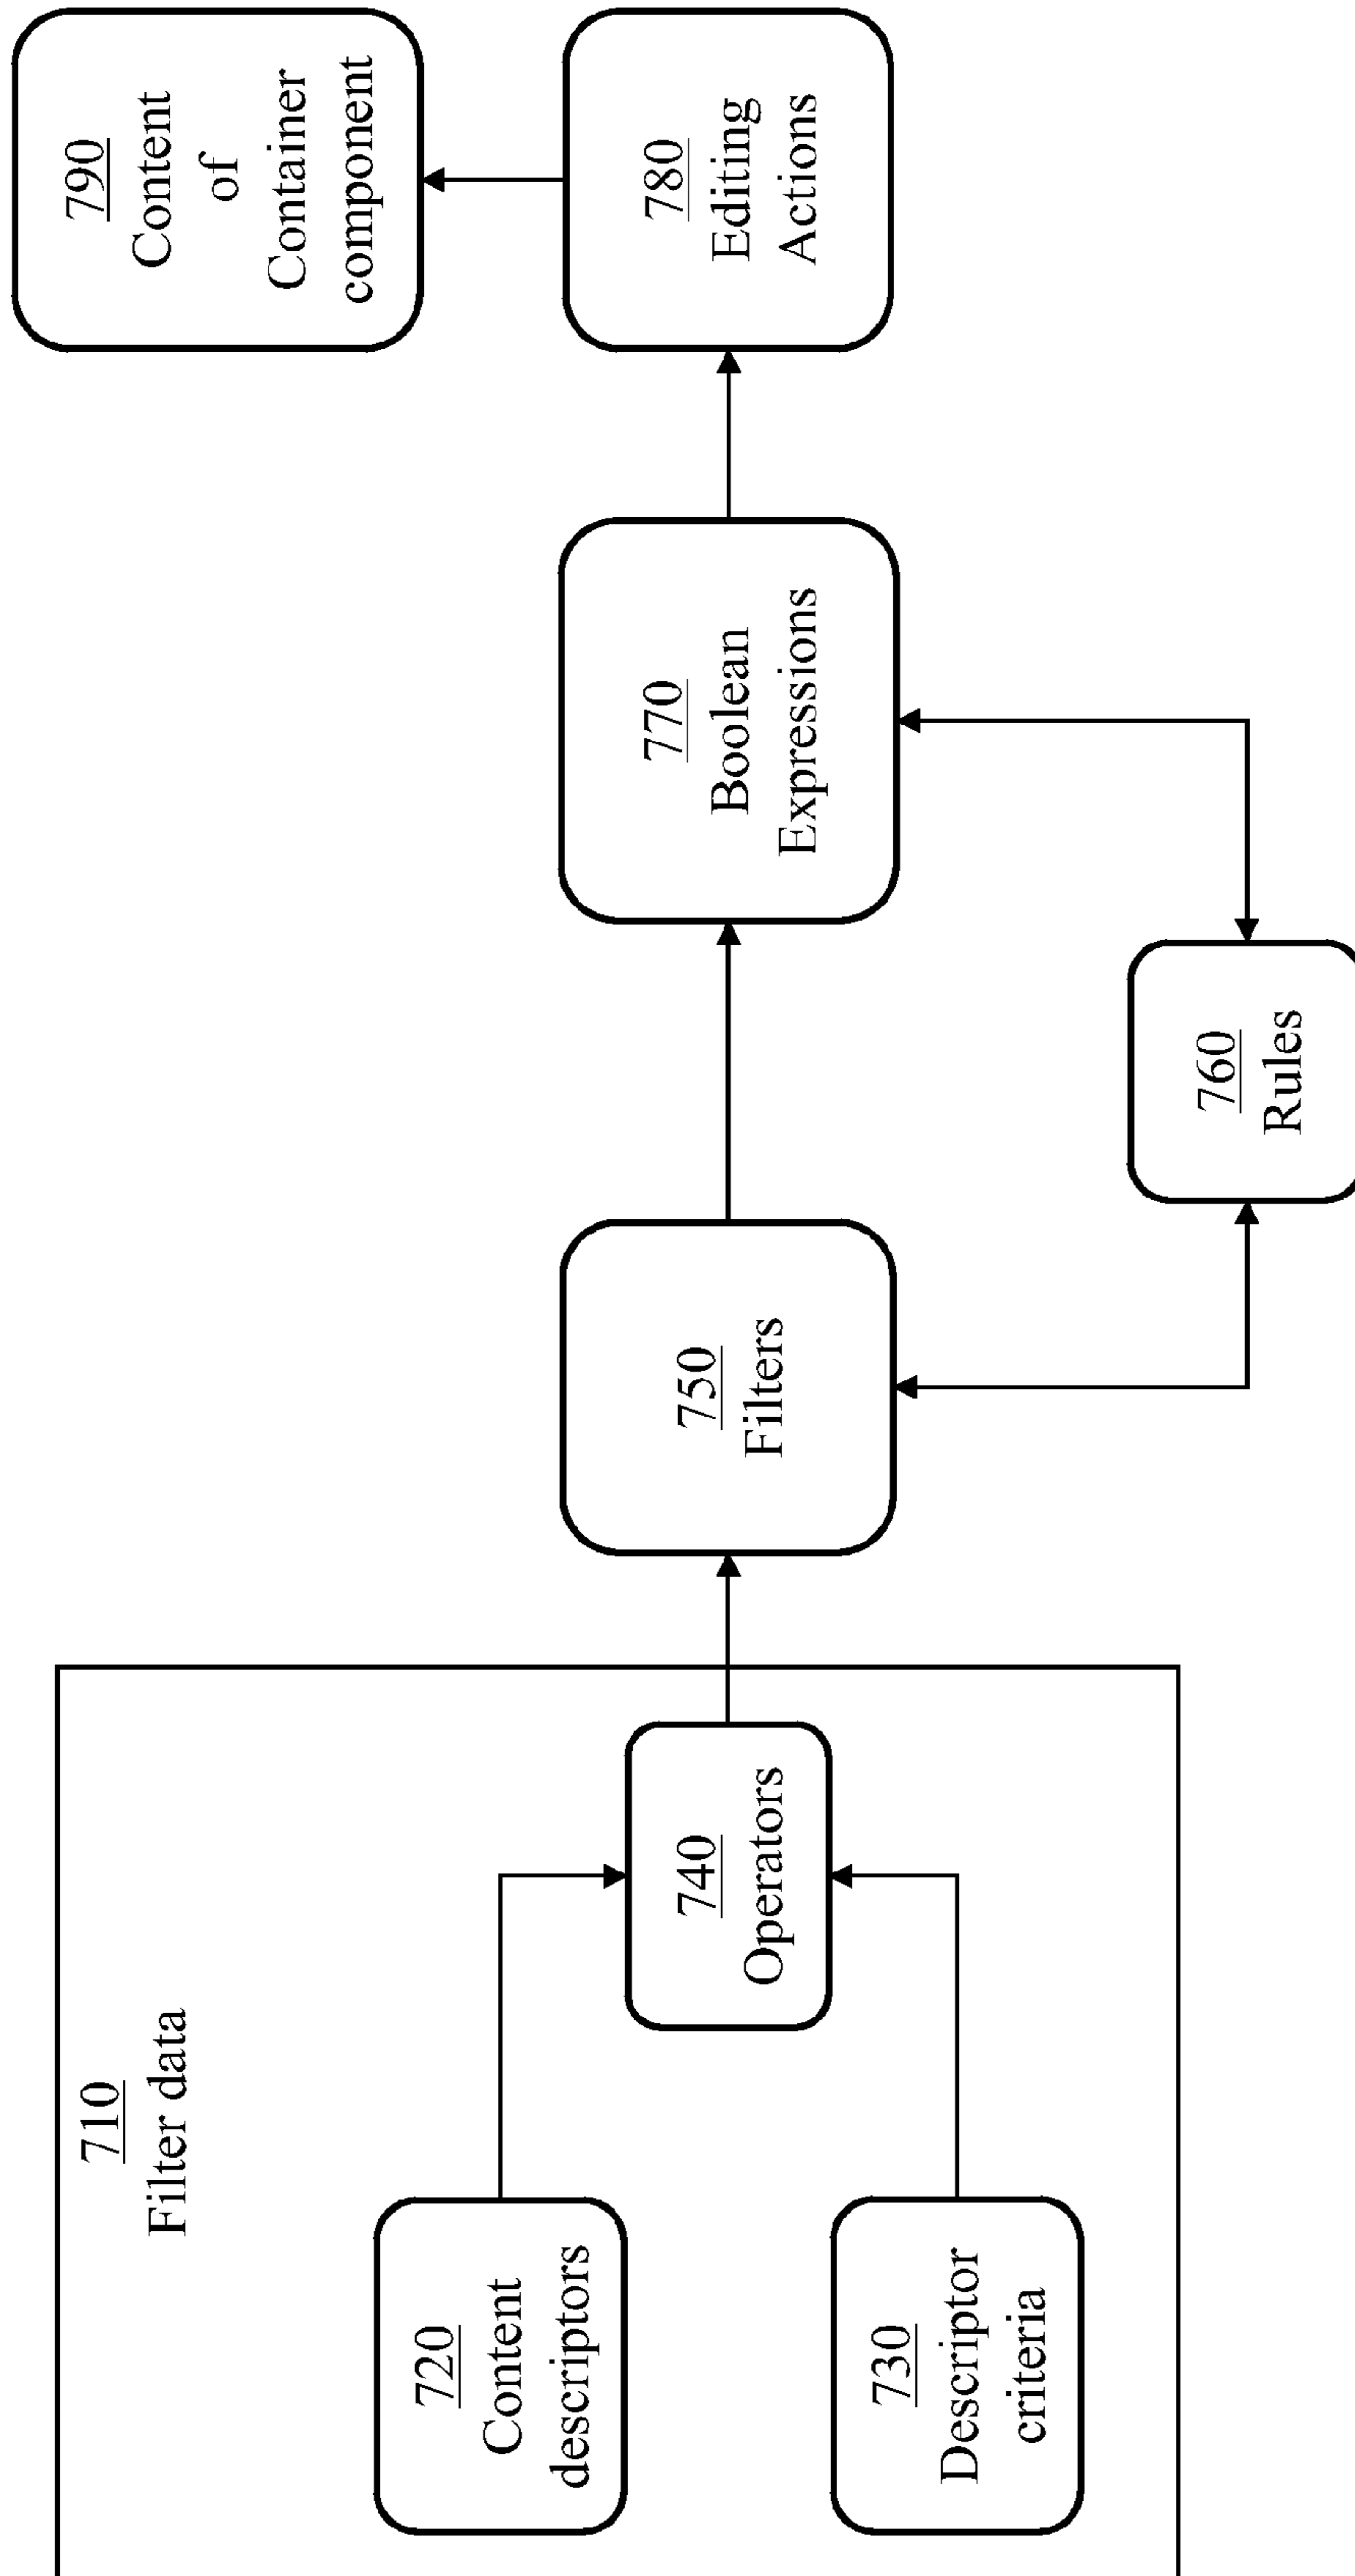 710
Filter data
720
Content
descriptors
730
Descriptor
criteria
740
Operators
750
Filters
760
Rules
770
Boolean
Expressions
780
Editing
Actions
790
Content
of
Container
component